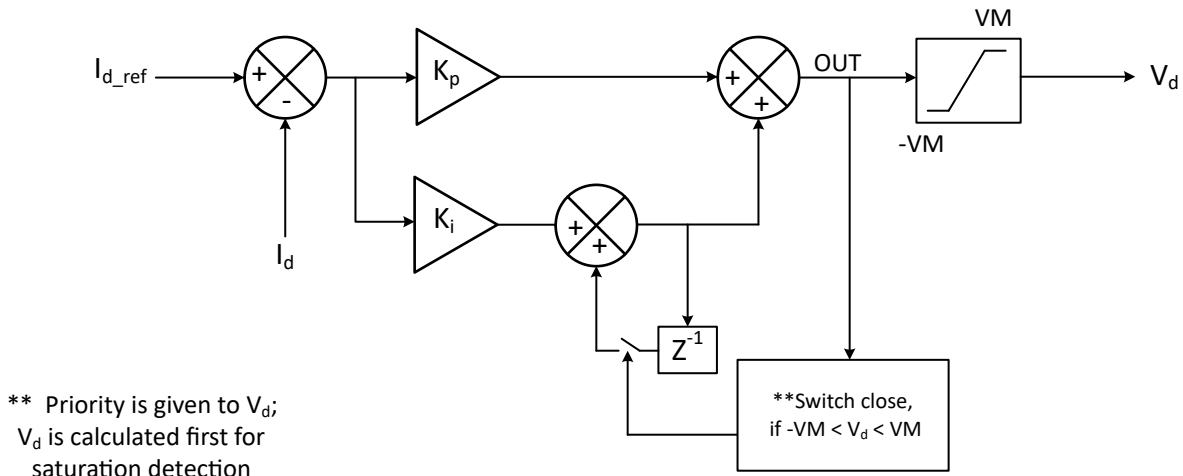 VM
I_d_ref
+
-
K_p
+
+
OUT
V_d
-VM
K_i
+
+
I_d
Z^-1
** Priority is given to V_d;
V_d is calculated first for
saturation detection
**Switch close,
if -VM < V_d < VM